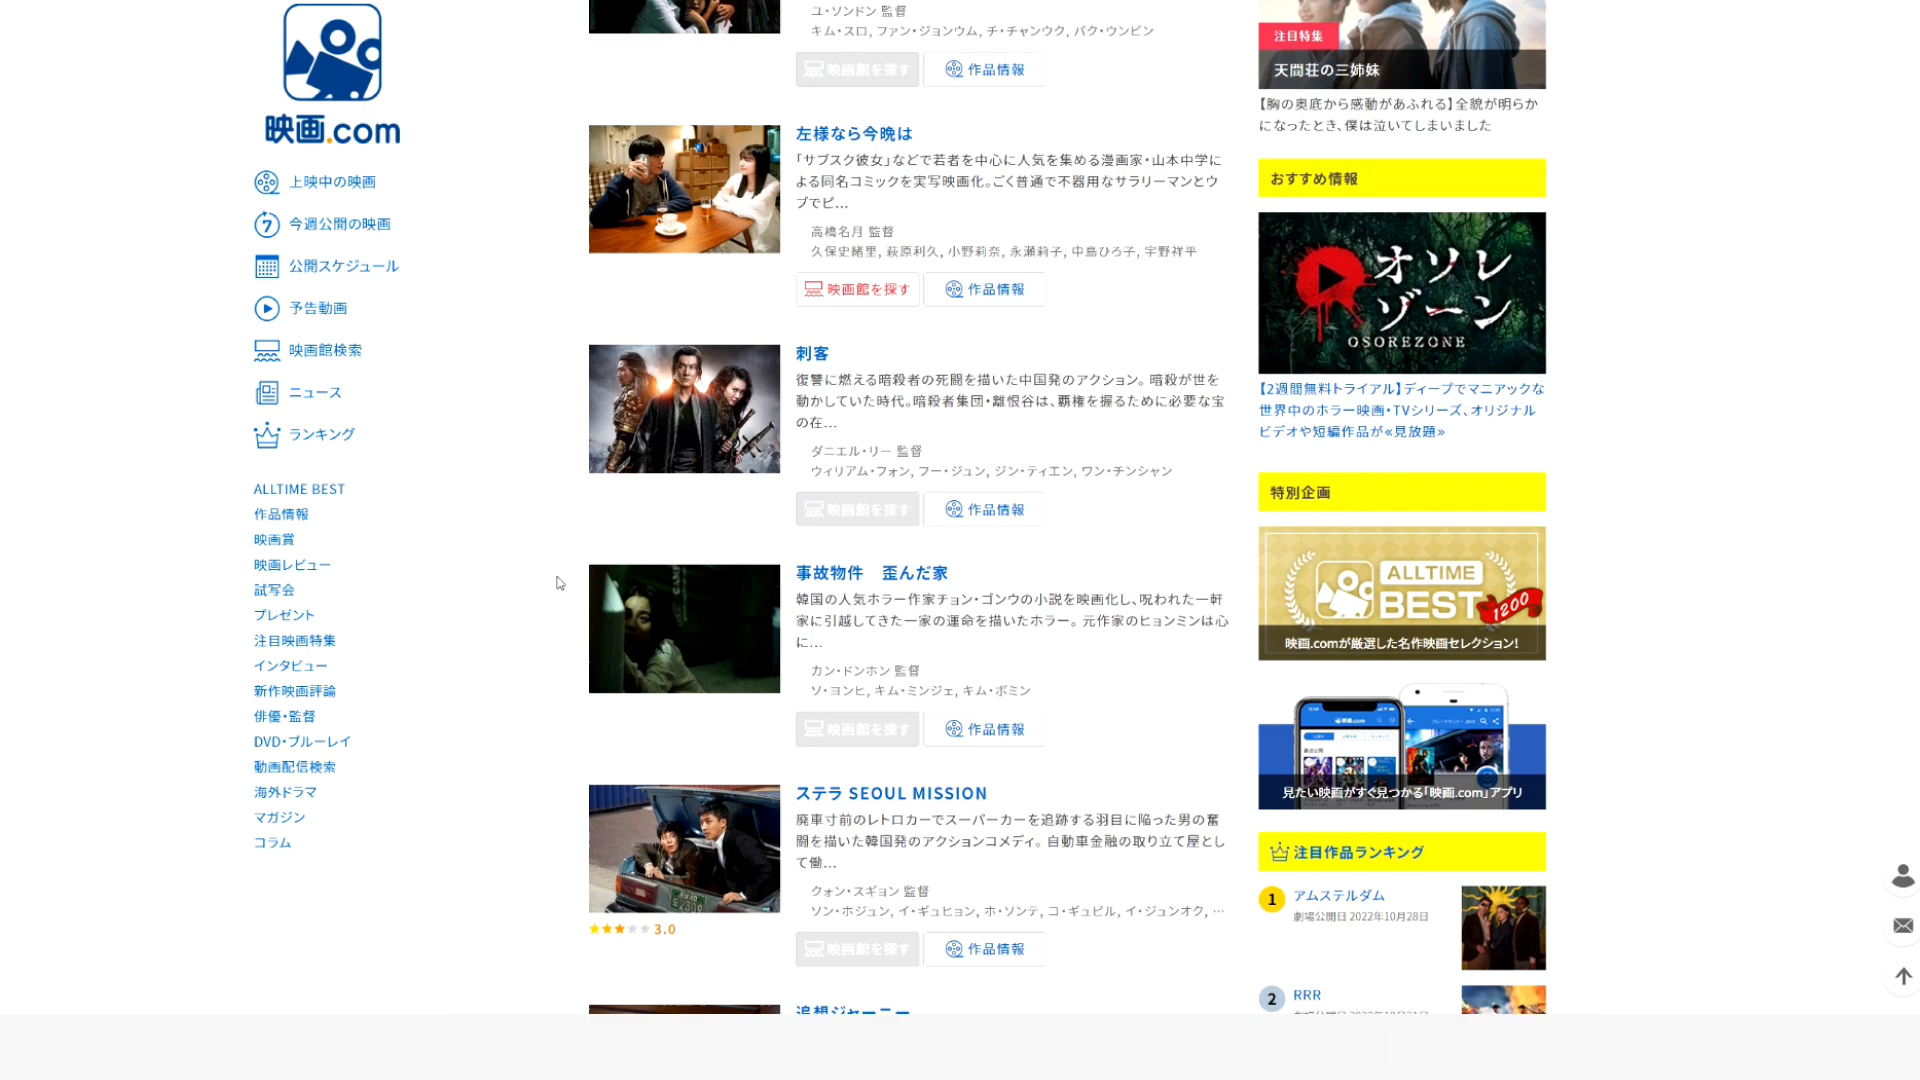 映画.com
上映中の映画
7
今週公開の映画
公開スケジュール
予告動画
映画館検索
ニュース
ランキング
ALLTIME BEST
作品情報
映画賞
映画レビュー
試写会
プレゼント
注目映画特集
インタビュー
新作映画評論
俳優・監督
DVD・ブルーレイ
動画配信検索
海外ドラマ
マガジン
コラム
ユ・ソンドン 監督
キム・スロ, ファン・ジョンウム, チ・チャンウク, パク・ウンビン
映画館を探す
作品情報
左様なら今晩は
「サブスク彼女」などで若者を中心に人気を集める漫画家・山本中学に
よる同名コミックを実写映画化。ごく普通で不器用なサラリーマンとウ
ブでピ...
高橋名月 監督
久保史緒里, 萩原利久, 小野莉奈, 永瀬莉子, 中島ひろ子, 宇野祥平
映画館を探す
作品情報
刺客
復讐に燃える暗殺者の死闘を描いた中国発のアクション。暗殺が世を
動かしていた時代。暗殺者集団・離恨谷は、覇権を握るために必要な宝
の在...
ダニエル・リー 監督
ウィリアム・フォン, フー・ジュン, ジン・ティエン, ワン・チンシャン
映画館を探す
作品情報
事故物件　歪んだ家
韓国の人気ホラー作家チョン・ゴンウの小説を映画化し、呪われた一軒
家に引越してきた一家の運命を描いたホラー。元作家のヒョンミンは心
に...
カン・ドンホン 監督
ソ・ヨンヒ, キム・ミンジェ, キム・ボミン
映画館を探す
作品情報
ステラ SEOUL MISSION
廃車寸前のレトロカーでスーパーカーを追跡する羽目に陥った男の奮
闘を描いた韓国発のアクションコメディ。自動車金融の取り立て屋とし
て働...
クォン・スギョン 監督
ソン・ホジュン, イ・ギュヒョン, ホ・ソンテ, コ・ギュピル, イ・ジュンオク, …
3.0
映画館を探す
作品情報
追想ジャーニー
注目特集
天間荘の三姉妹
【胸の奥底から感動があふれる】全貌が明らか
になったとき、僕は泣いてしまいました
おすすめ情報
オソレ
ゾーン
OSOREZONE
【2週間無料トライアル】ディープでマニアックな
世界中のホラー映画・TVシリーズ、オリジナル
ビデオや短編作品が≪見放題≫
特別企画
ALLTIME
BEST
1200
映画.comが厳選した名作映画セレクション!
見たい映画がすぐ見つかる「映画.com」アプリ
注目作品ランキング
1
アムステルダム
劇場公開日 2022年10月28日
2
RRR
劇場公開日 2022年10月21日